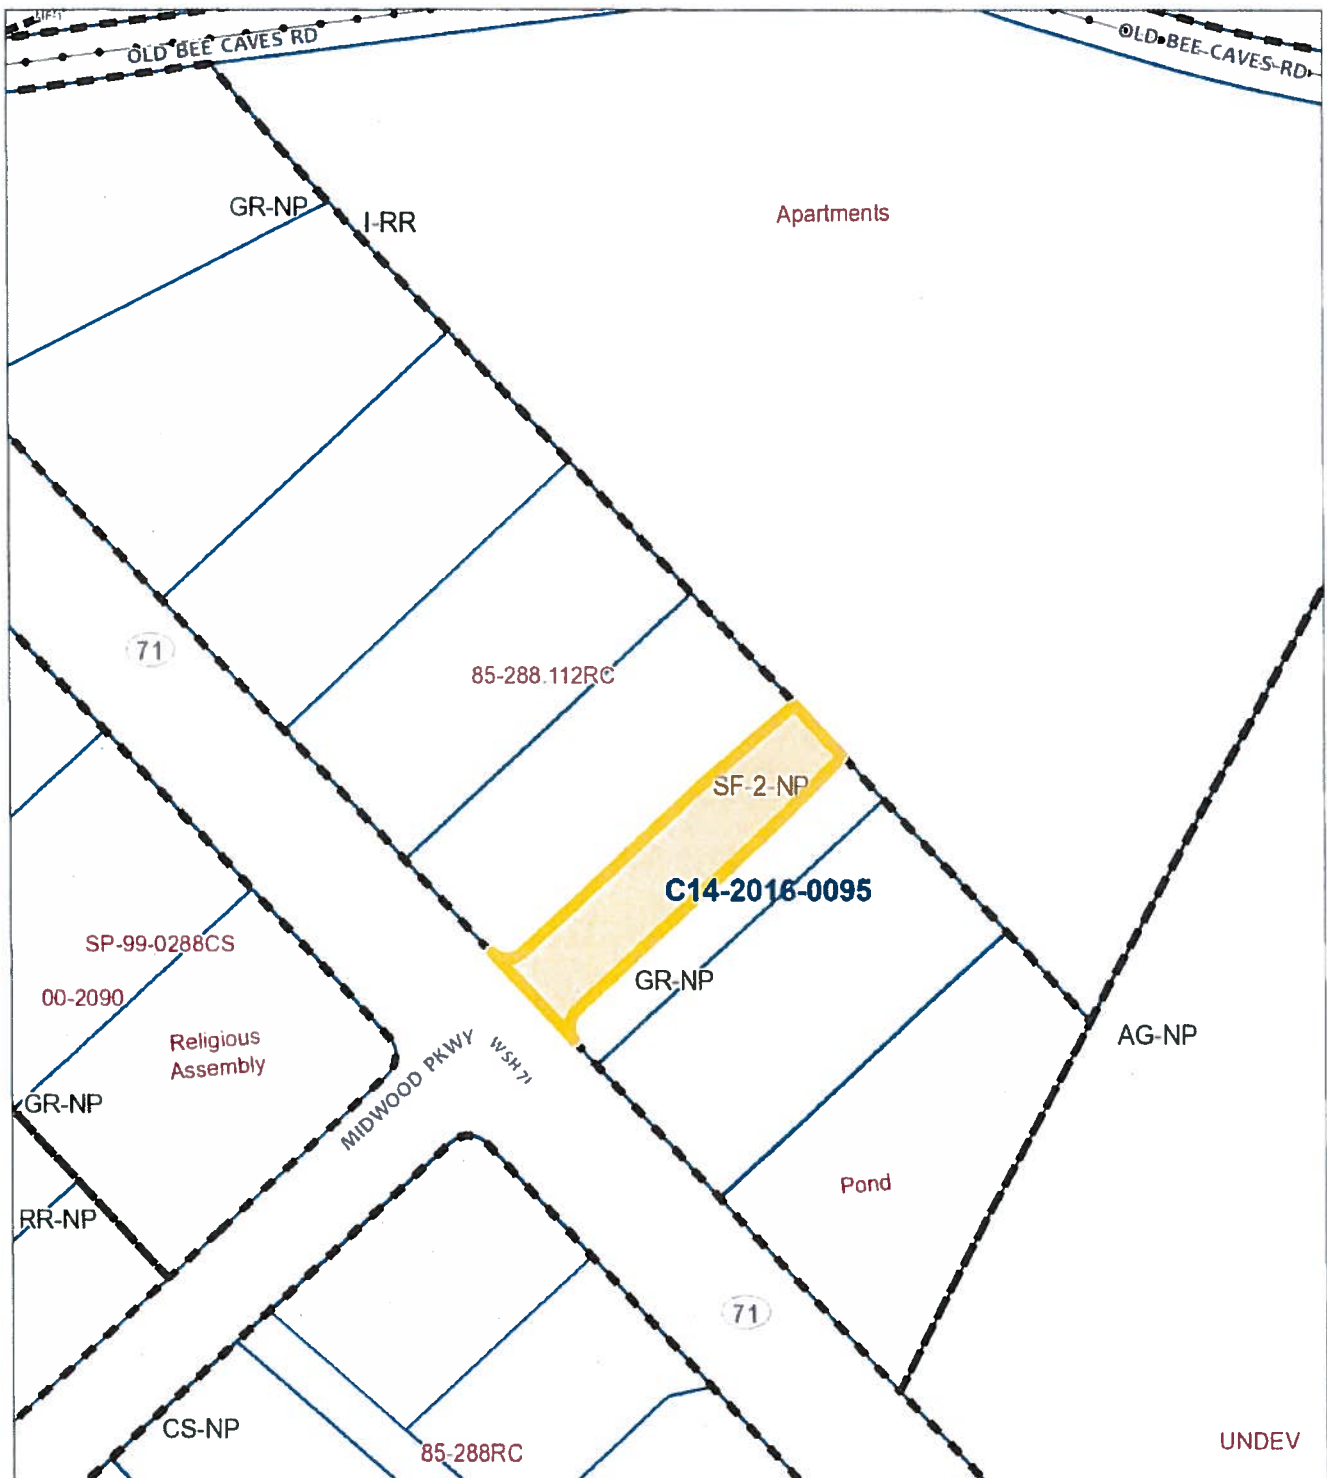 OLD BEE CAVES RD
OLD BEE CAVES RD
GR-NP
I-RR
Apartments
71
85-288.112RC
SF-2-NP
C14-2016-0095
SP-99-0288CS
GR-NP
00-2090
Religious
Assembly
MIDWOOD PKWY
W SH 71
AG-NP
GR-NP
Pond
RR-NP
71
CS-NP
85-288RC
UNDEV